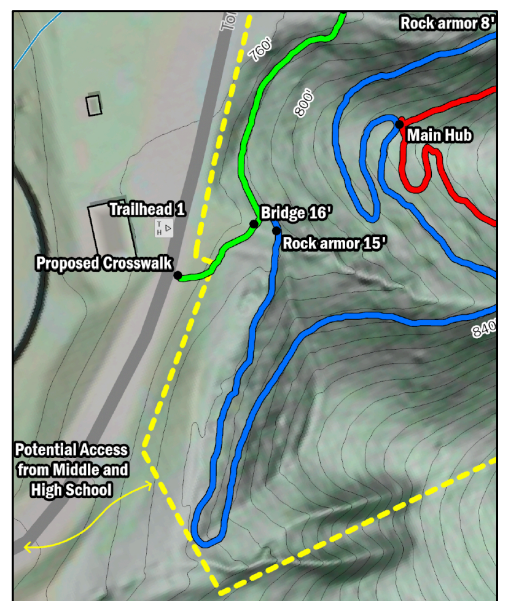 Rock armor 8'
760'
800'
Main Hub
Trailhead 1
T
H
Bridge 16'
Rock armor 15'
Proposed Crosswalk
840
Potential Access
from Middle and
High School